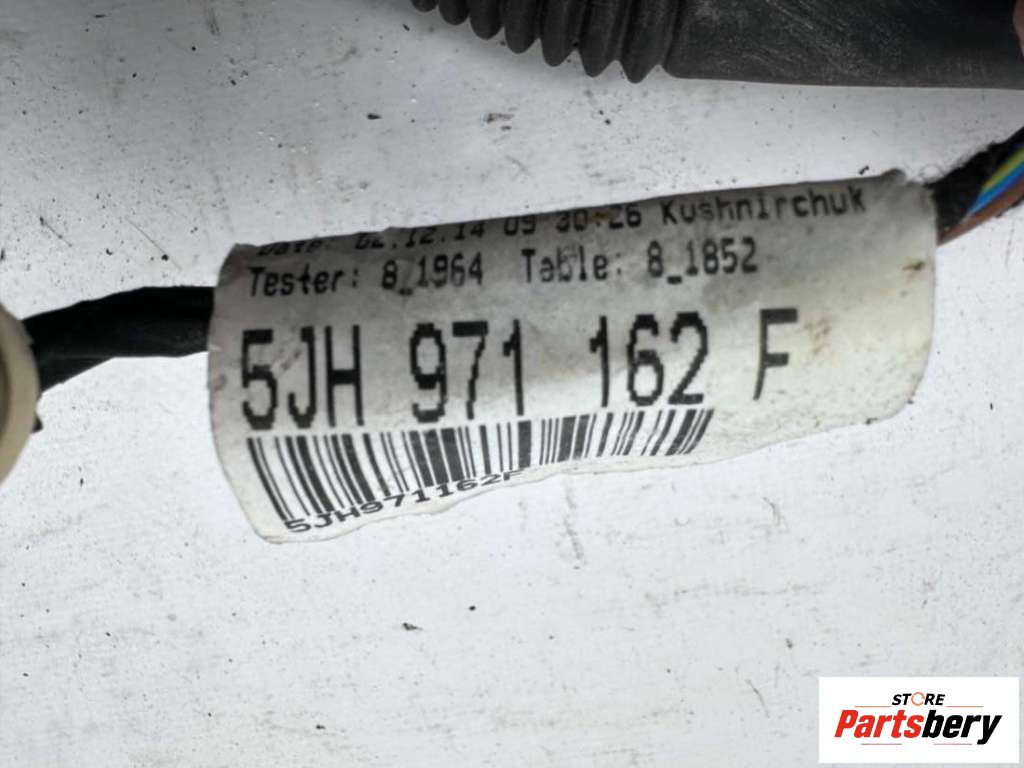 Date: 02.12.14 09 30:26 Kushnirchuk
Tester: 8_1964 Table: 8_1852
5JH 971 162 F
5JH971162F
STORE
Partsbery